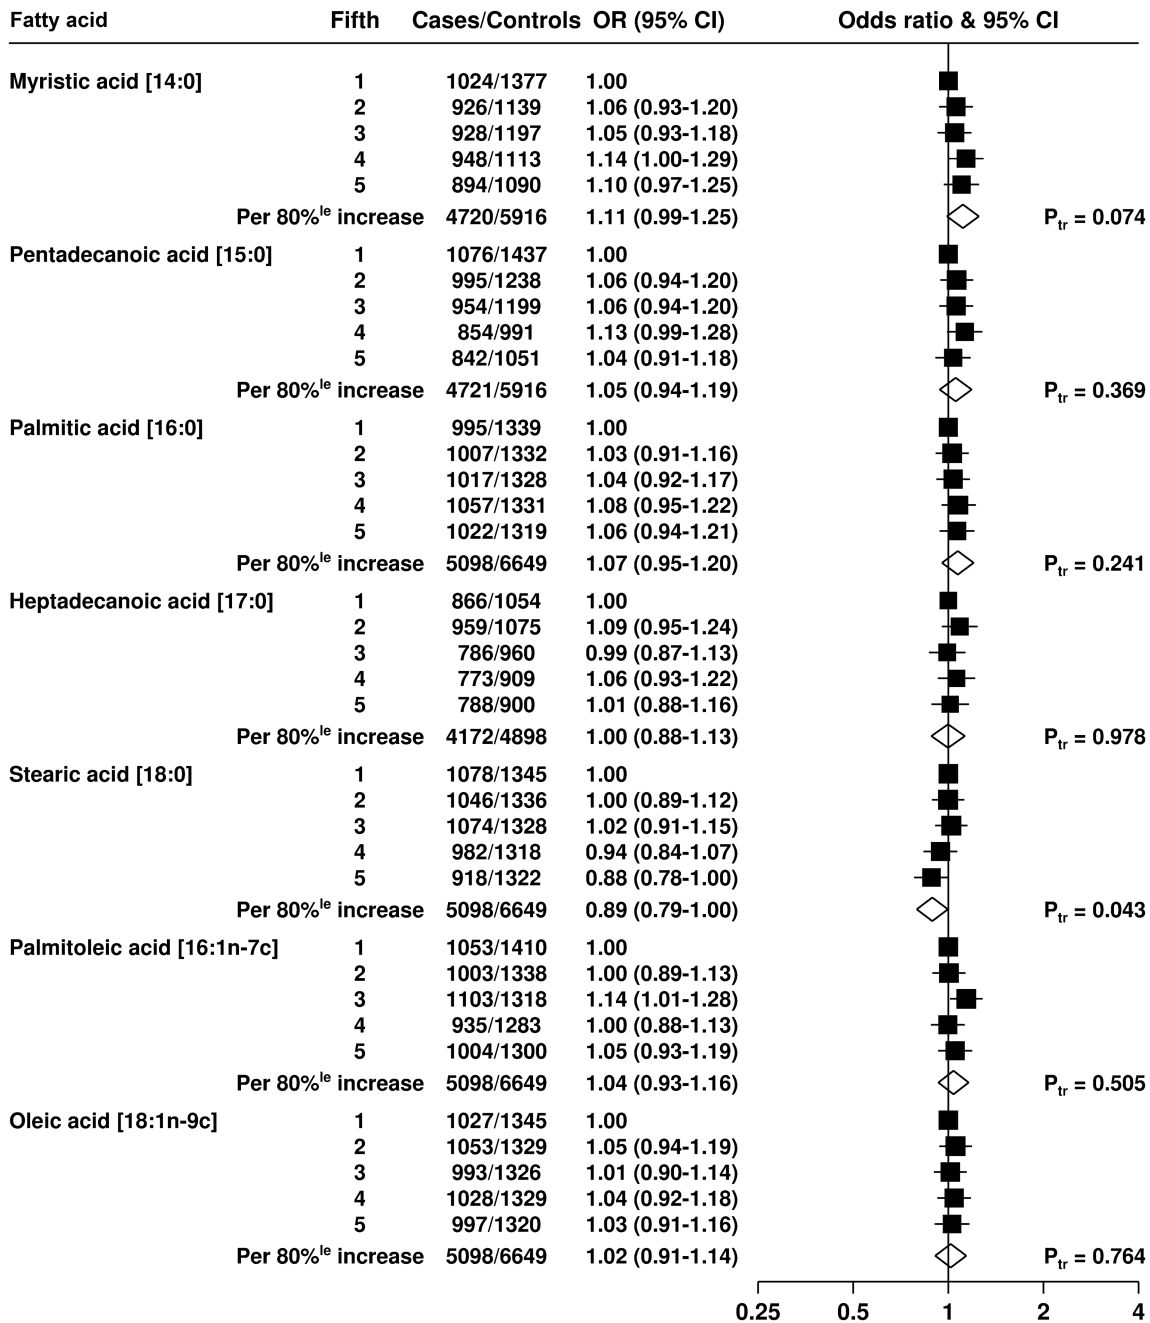 Fatty acid Fifth Cases/Controls OR (95% CI) Odds ratio & 95% CI
Myristic acid [14:0] 1 1024/1377 1.00
2 926/1139 1.06 (0.93-1.20)
3 928/1197 1.05 (0.93-1.18)
4 948/1113 1.14 (1.00-1.29)
5 894/1090 1.10 (0.97-1.25)
Per 80%le increase 4720/5916 1.11 (0.99-1.25) Ptr = 0.074
Pentadecanoic acid [15:0] 1 1076/1437 1.00
2 995/1238 1.06 (0.94-1.20)
3 954/1199 1.06 (0.94-1.20)
4 854/991 1.13 (0.99-1.28)
5 842/1051 1.04 (0.91-1.18)
Per 80%le increase 4721/5916 1.05 (0.94-1.19) Ptr = 0.369
Palmitic acid [16:0] 1 995/1339 1.00
2 1007/1332 1.03 (0.91-1.16)
3 1017/1328 1.04 (0.92-1.17)
4 1057/1331 1.08 (0.95-1.22)
5 1022/1319 1.06 (0.94-1.21)
Per 80%le increase 5098/6649 1.07 (0.95-1.20) Ptr = 0.241
Heptadecanoic acid [17:0] 1 866/1054 1.00
2 959/1075 1.09 (0.95-1.24)
3 786/960 0.99 (0.87-1.13)
4 773/909 1.06 (0.93-1.22)
5 788/900 1.01 (0.88-1.16)
Per 80%le increase 4172/4898 1.00 (0.88-1.13) Ptr = 0.978
Stearic acid [18:0] 1 1078/1345 1.00
2 1046/1336 1.00 (0.89-1.12)
3 1074/1328 1.02 (0.91-1.15)
4 982/1318 0.94 (0.84-1.07)
5 918/1322 0.88 (0.78-1.00)
Per 80%le increase 5098/6649 0.89 (0.79-1.00) Ptr = 0.043
Palmitoleic acid [16:1n-7c] 1 1053/1410 1.00
2 1003/1338 1.00 (0.89-1.13)
3 1103/1318 1.14 (1.01-1.28)
4 935/1283 1.00 (0.88-1.13)
5 1004/1300 1.05 (0.93-1.19)
Per 80%le increase 5098/6649 1.04 (0.93-1.16) Ptr = 0.505
Oleic acid [18:1n-9c] 1 1027/1345 1.00
2 1053/1329 1.05 (0.94-1.19)
3 993/1326 1.01 (0.90-1.14)
4 1028/1329 1.04 (0.92-1.18)
5 997/1320 1.03 (0.91-1.16)
Per 80%le increase 5098/6649 1.02 (0.91-1.14) Ptr = 0.764
0.25 0.5 1 2 4